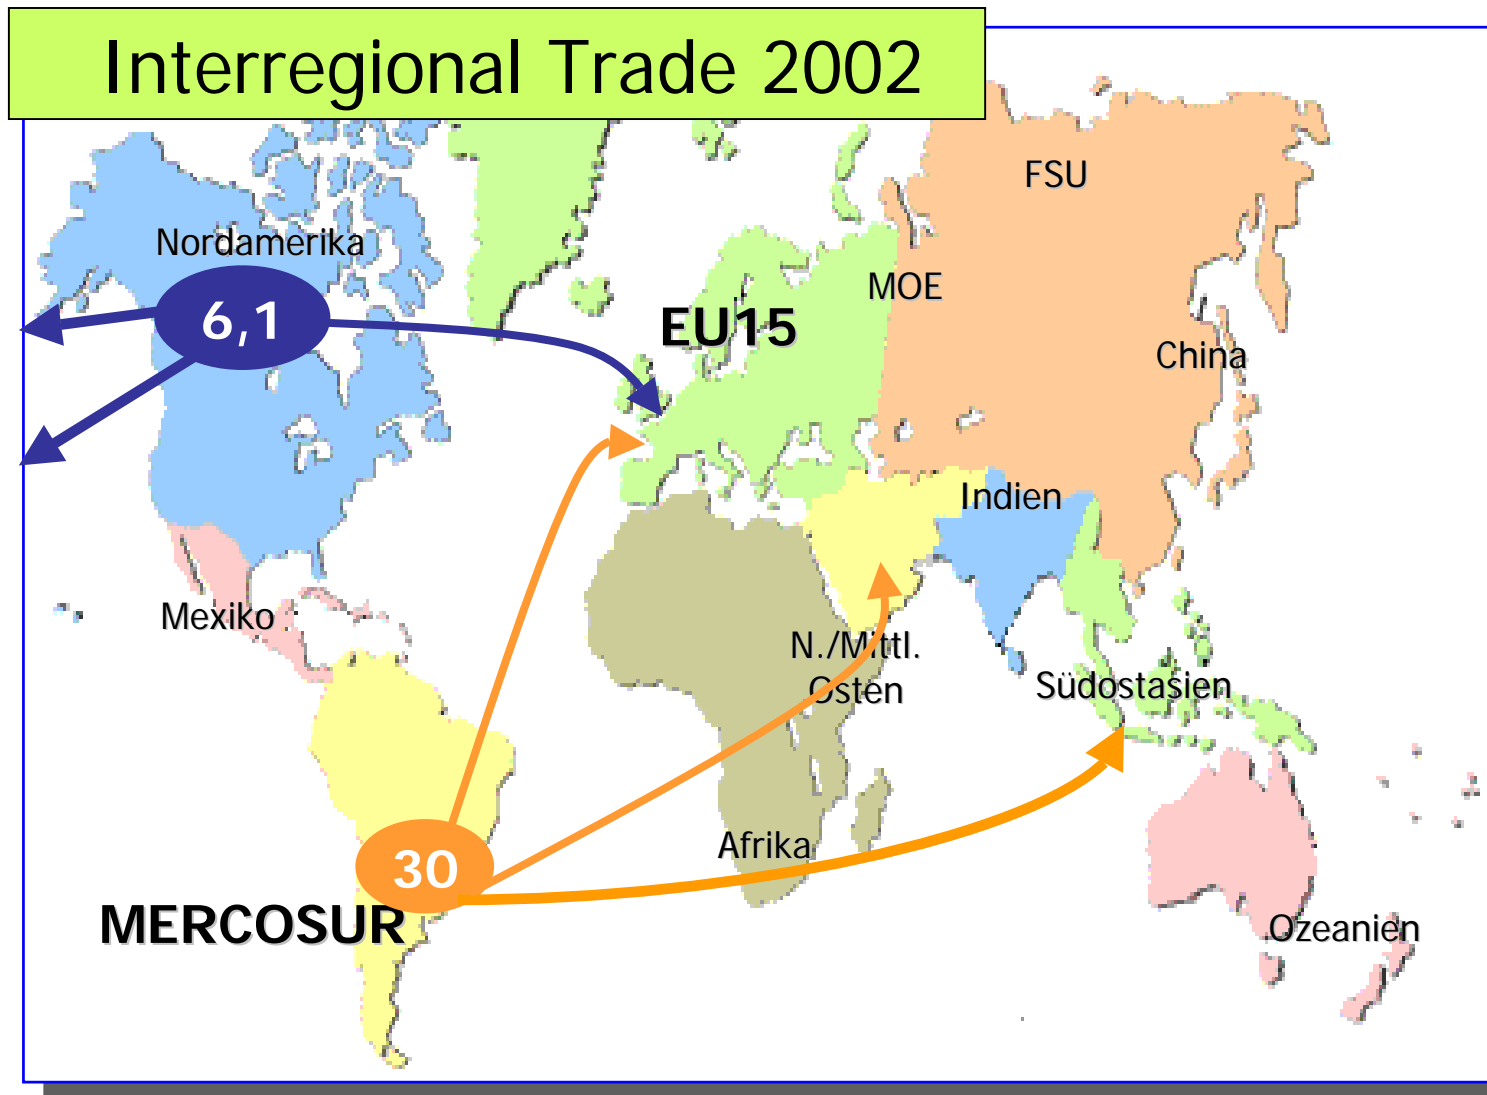 Interregional Trade 2002
FSU
Nordamerika
MOE
6,1
EU15
China
Indien
Mexiko
N./Mittl.
Osten
Südostasien
Afrika
30
MERCOSUR
Ozeanien